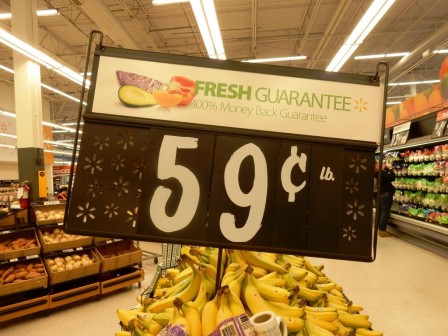 FRESH GUARANTEE
100% Money Back Guarantee
59¢ lb.